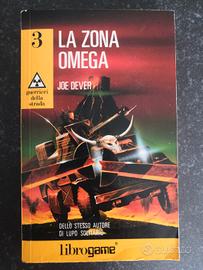 3
LA ZONA
OMEGA
JOE DEVER
guerrieri
della
strada
DELLO STESSO AUTORE
DI LUPO SOLITARIO
librogame®